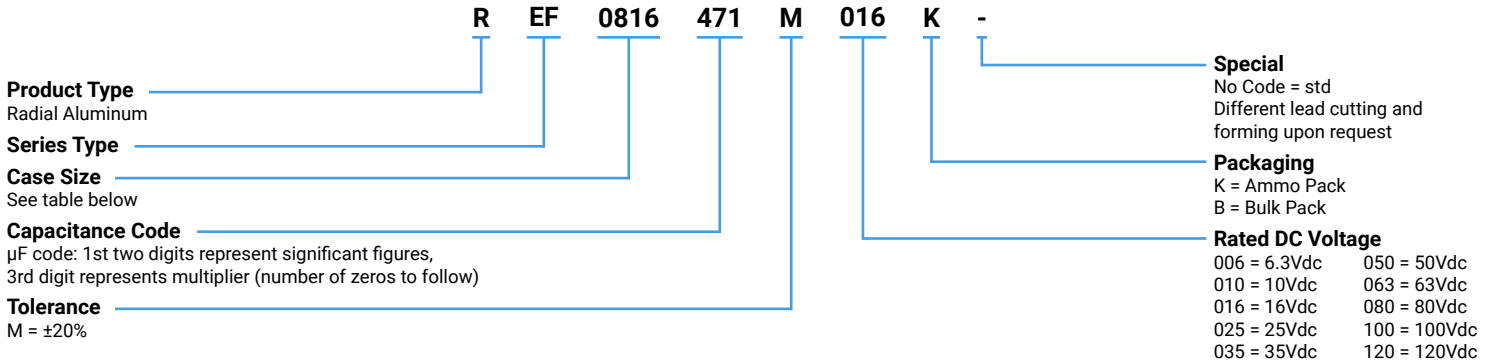 R EF 0816 471 M 016 K -
Product Type
Radial Aluminum
Series Type
Case Size
See table below
Capacitance Code
µF code: 1st two digits represent significant figures,
3rd digit represents multiplier (number of zeros to follow)
Tolerance
M = ±20%
Special
No Code = std
Different lead cutting and
forming upon request
Packaging
K = Ammo Pack
B = Bulk Pack
Rated DC Voltage
006 = 6.3Vdc 050 = 50Vdc
010 = 10Vdc 063 = 63Vdc
016 = 16Vdc 080 = 80Vdc
025 = 25Vdc 100 = 100Vdc
035 = 35Vdc 120 = 120Vdc